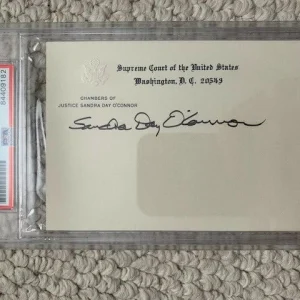 Supreme Court of the United States
Washington, D. C. 20543
CHAMBERS OF
JUSTICE SANDRA DAY O'CONNOR
Sandra Day O'Connor